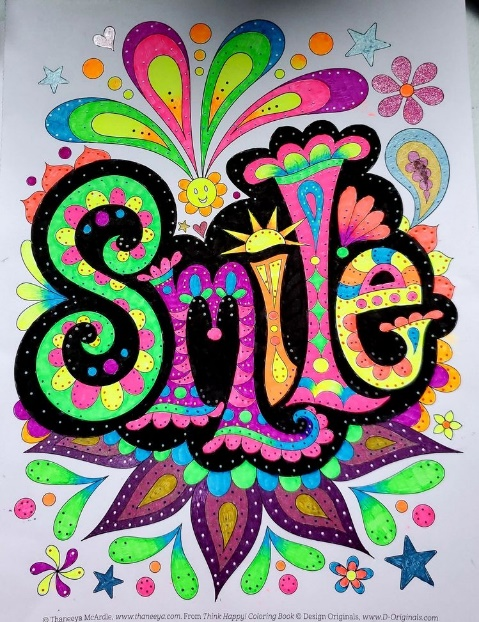 Smile
© Thaneeya McArdle, www.thaneeya.com. From Think Happy! Coloring Book © Design Originals, www.D-Originals.com